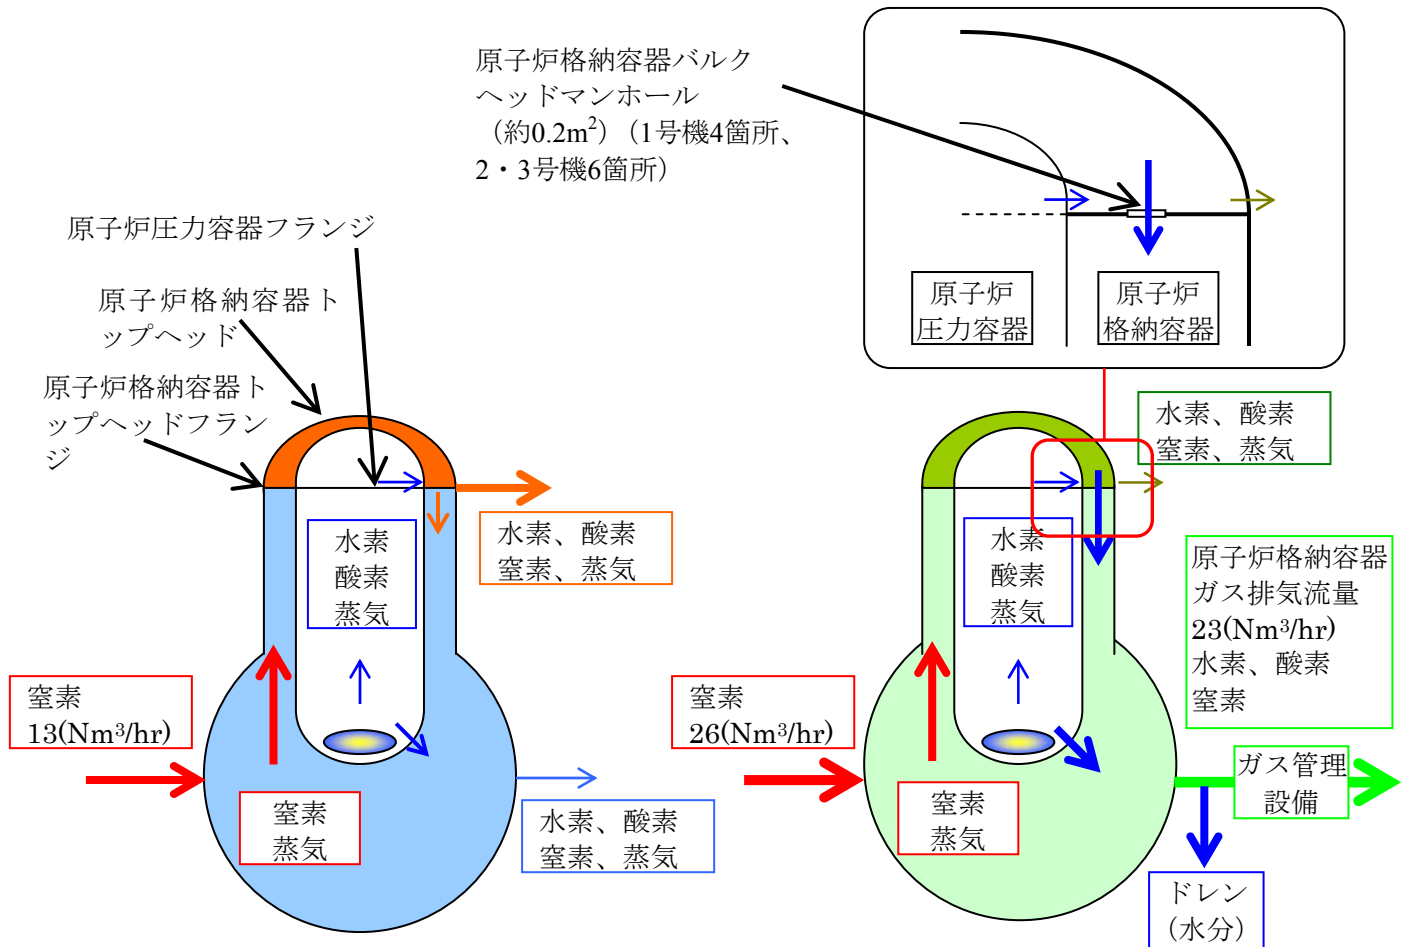 原子炉格納容器バルク
ヘッドマンホール
（約0.2m²）（1号機4箇所、
2・3号機6箇所）
原子炉圧力容器フランジ
原子炉格納容器ト
ップヘッド
原子炉格納容器ト
ップヘッドフラン
ジ
水素
酸素
蒸気
水素、酸素
窒素、蒸気
窒素
13(Nm³/hr)
窒素
蒸気
水素、酸素
窒素、蒸気
原子炉
圧力容器
原子炉
格納容器
水素、酸素
窒素、蒸気
水素
酸素
蒸気
原子炉格納容器
ガス排気流量
23(Nm³/hr)
水素、酸素
窒素
窒素
26(Nm³/hr)
窒素
蒸気
ガス管理
設備
ドレン
（水分）